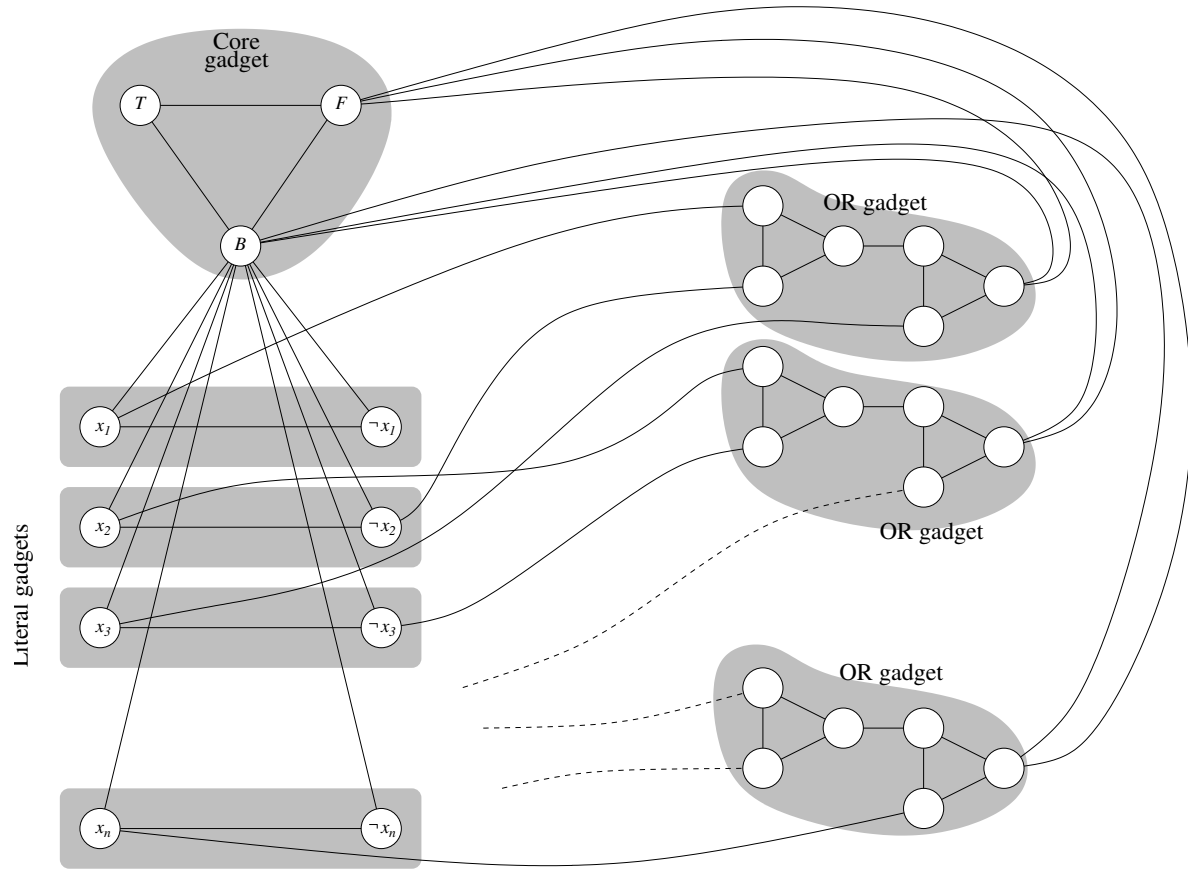 Core
gadget
T
F
B
OR gadget
x1
¬x1
x2
¬x2
OR gadget
Literal gadgets
x3
¬x3
OR gadget
xn
¬xn